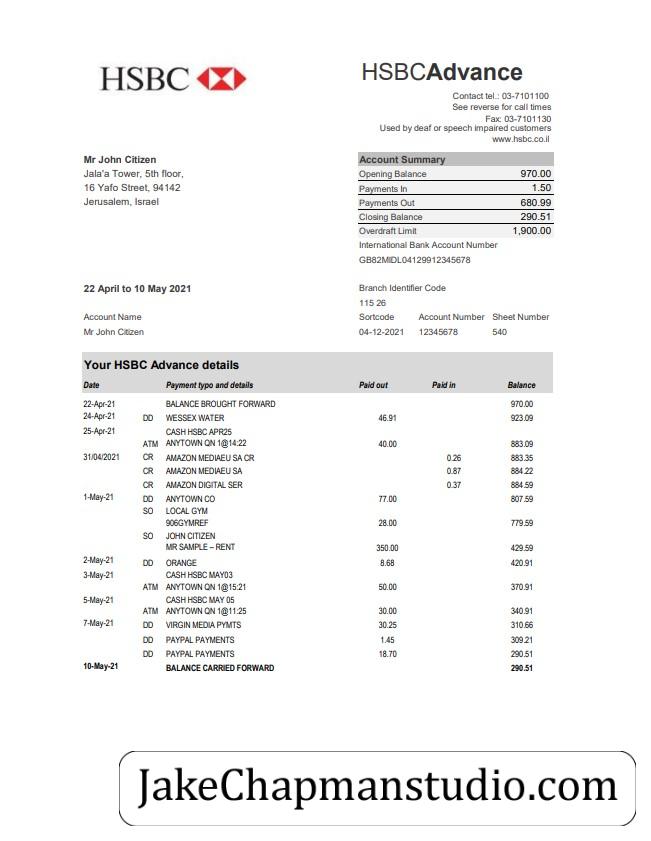 HSBC
HSBCAdvance
Contact tel.: 03-7101100
See reverse for call times
Fax: 03-7101130
Used by deaf or speech impaired customers
www.hsbc.co.il
Mr John Citizen
Jala'a Tower, 5th floor,
16 Yafo Street, 94142
Jerusalem, Israel
Account Summary
Opening Balance 970.00
Payments In 1.50
Payments Out 680.99
Closing Balance 290.51
Overdraft Limit 1,900.00
International Bank Account Number
GB82MIDL04129912345678
22 April to 10 May 2021
Branch Identifier Code
115 26
Account Name Sortcode Account Number Sheet Number
Mr John Citizen 04-12-2021 12345678 540
Your HSBC Advance details
Date Payment typo and details Paid out Paid in Balance
22-Apr-21 BALANCE BROUGHT FORWARD 970.00
24-Apr-21 DD WESSEX WATER 46.91 923.09
25-Apr-21 CASH HSBC APR25
ATM ANYTOWN QN 1@14:22 40.00 883.09
31/04/2021 CR AMAZON MEDIAEU SA CR 0.26 883.35
CR AMAZON MEDIAEU SA 0.87 884.22
CR AMAZON DIGITAL SER 0.37 884.59
1-May-21 DD ANYTOWN CO 77.00 807.59
SO LOCAL GYM
906GYMREF 28.00 779.59
SO JOHN CITIZEN
MR SAMPLE – RENT 350.00 429.59
2-May-21 DD ORANGE 8.68 420.91
3-May-21 CASH HSBC MAY03
ATM ANYTOWN QN 1@15:21 50.00 370.91
5-May-21 CASH HSBC MAY 05
ATM ANYTOWN QN 1@11:25 30.00 340.91
7-May-21 DD VIRGIN MEDIA PYMTS 30.25 310.66
DD PAYPAL PAYMENTS 1.45 309.21
DD PAYPAL PAYMENTS 18.70 290.51
10-May-21 BALANCE CARRIED FORWARD 290.51
JakeChapmanstudio.com